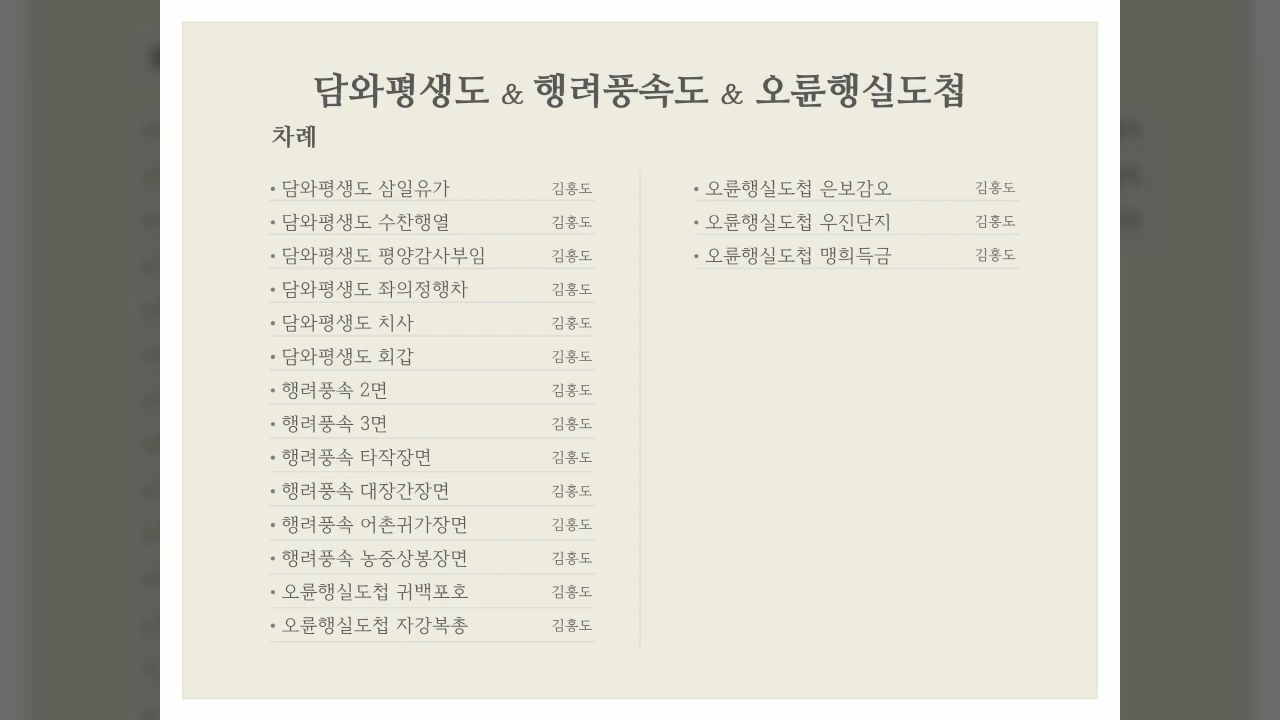 담와평생도 & 행려풍속도 & 오륜행실도첩
차례
• 담와평생도 삼일유가 김홍도
• 담와평생도 수찬행열 김홍도
• 담와평생도 평양감사부임 김홍도
• 담와평생도 좌의정행차 김홍도
• 담와평생도 치사 김홍도
• 담와평생도 회갑 김홍도
• 행려풍속 2면 김홍도
• 행려풍속 3면 김홍도
• 행려풍속 타작장면 김홍도
• 행려풍속 대장간장면 김홍도
• 행려풍속 어촌귀가장면 김홍도
• 행려풍속 농중상봉장면 김홍도
• 오륜행실도첩 귀백포호 김홍도
• 오륜행실도첩 자강복총 김홍도
• 오륜행실도첩 은보감오 김홍도
• 오륜행실도첩 우진단지 김홍도
• 오륜행실도첩 맹희득금 김홍도